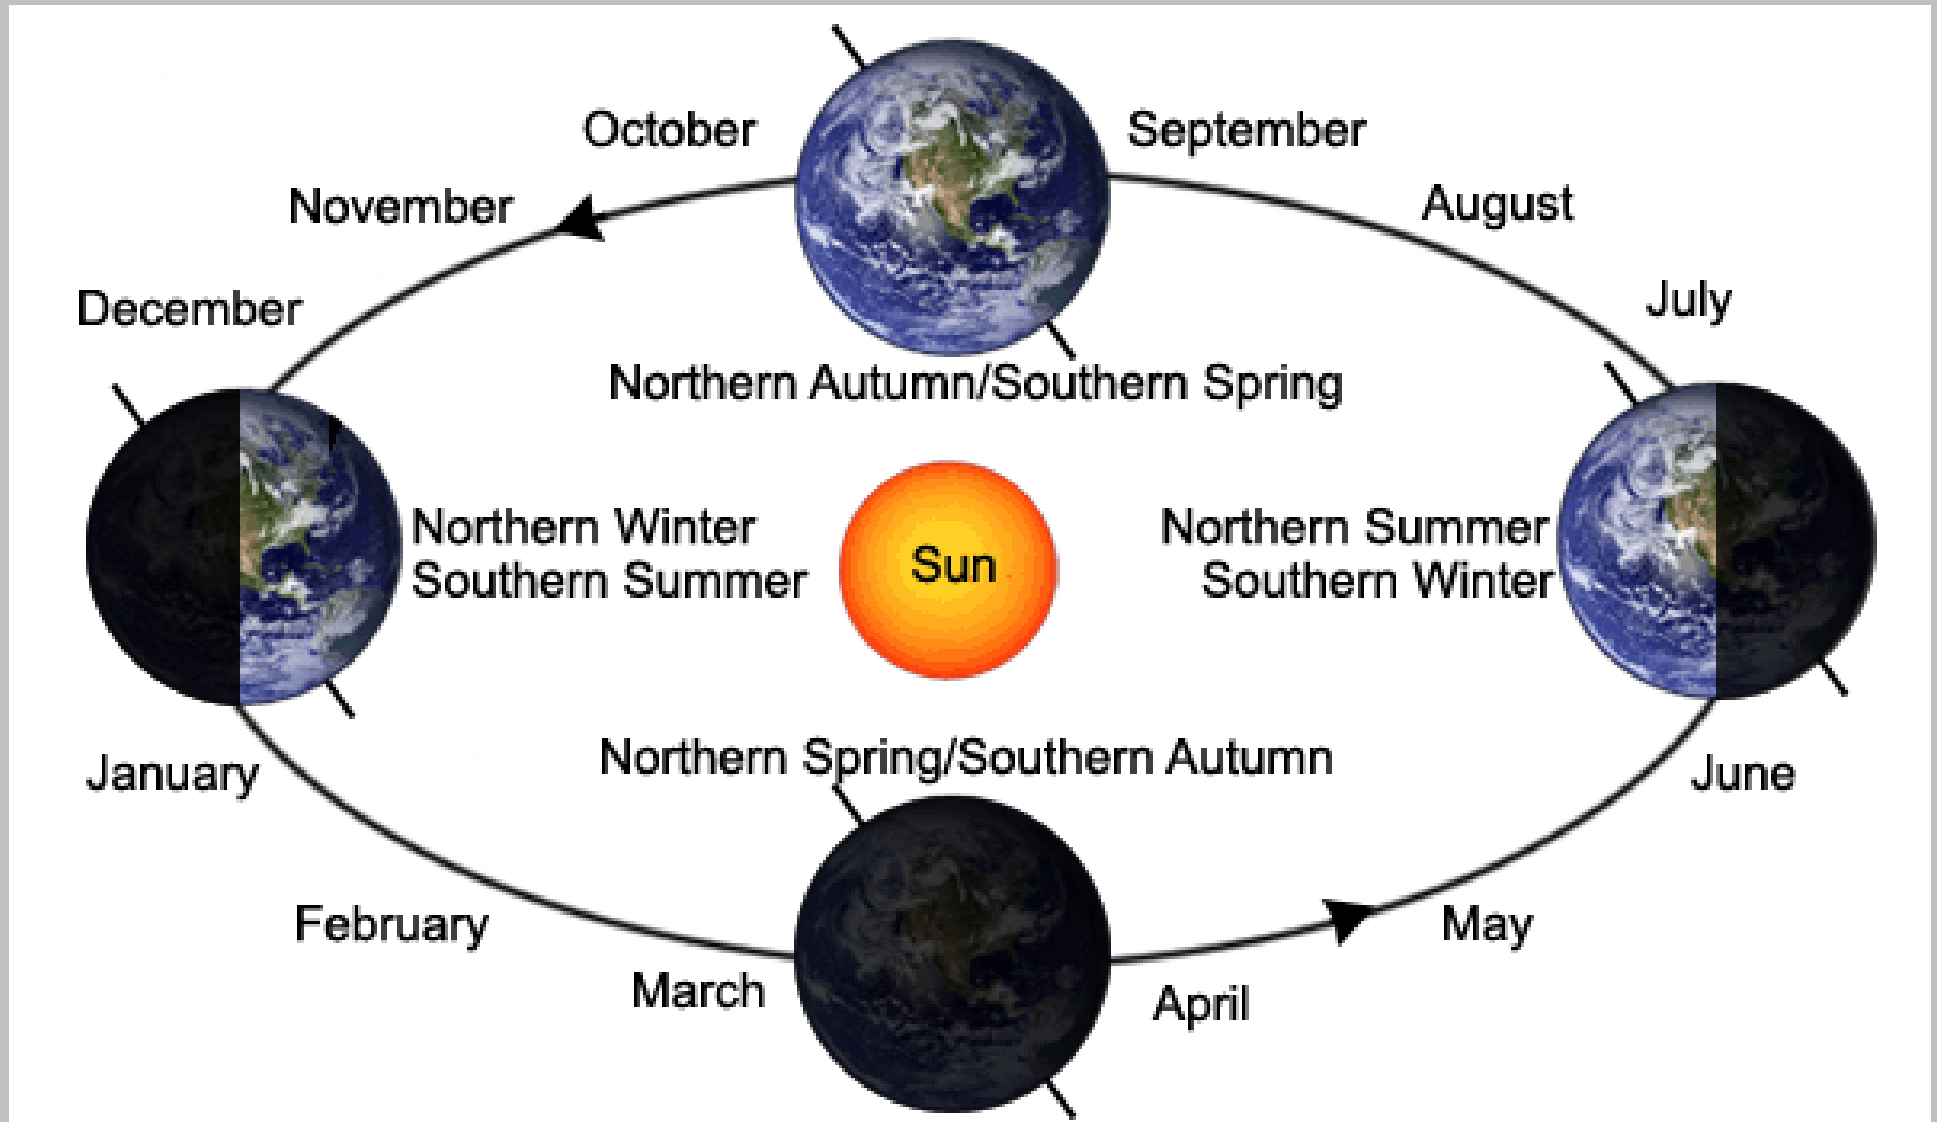 October
September
November
August
December
July
Northern Autumn/Southern Spring
Northern Winter
Southern Summer
Sun
Northern Summer
Southern Winter
Northern Spring/Southern Autumn
January
June
February
May
March
April